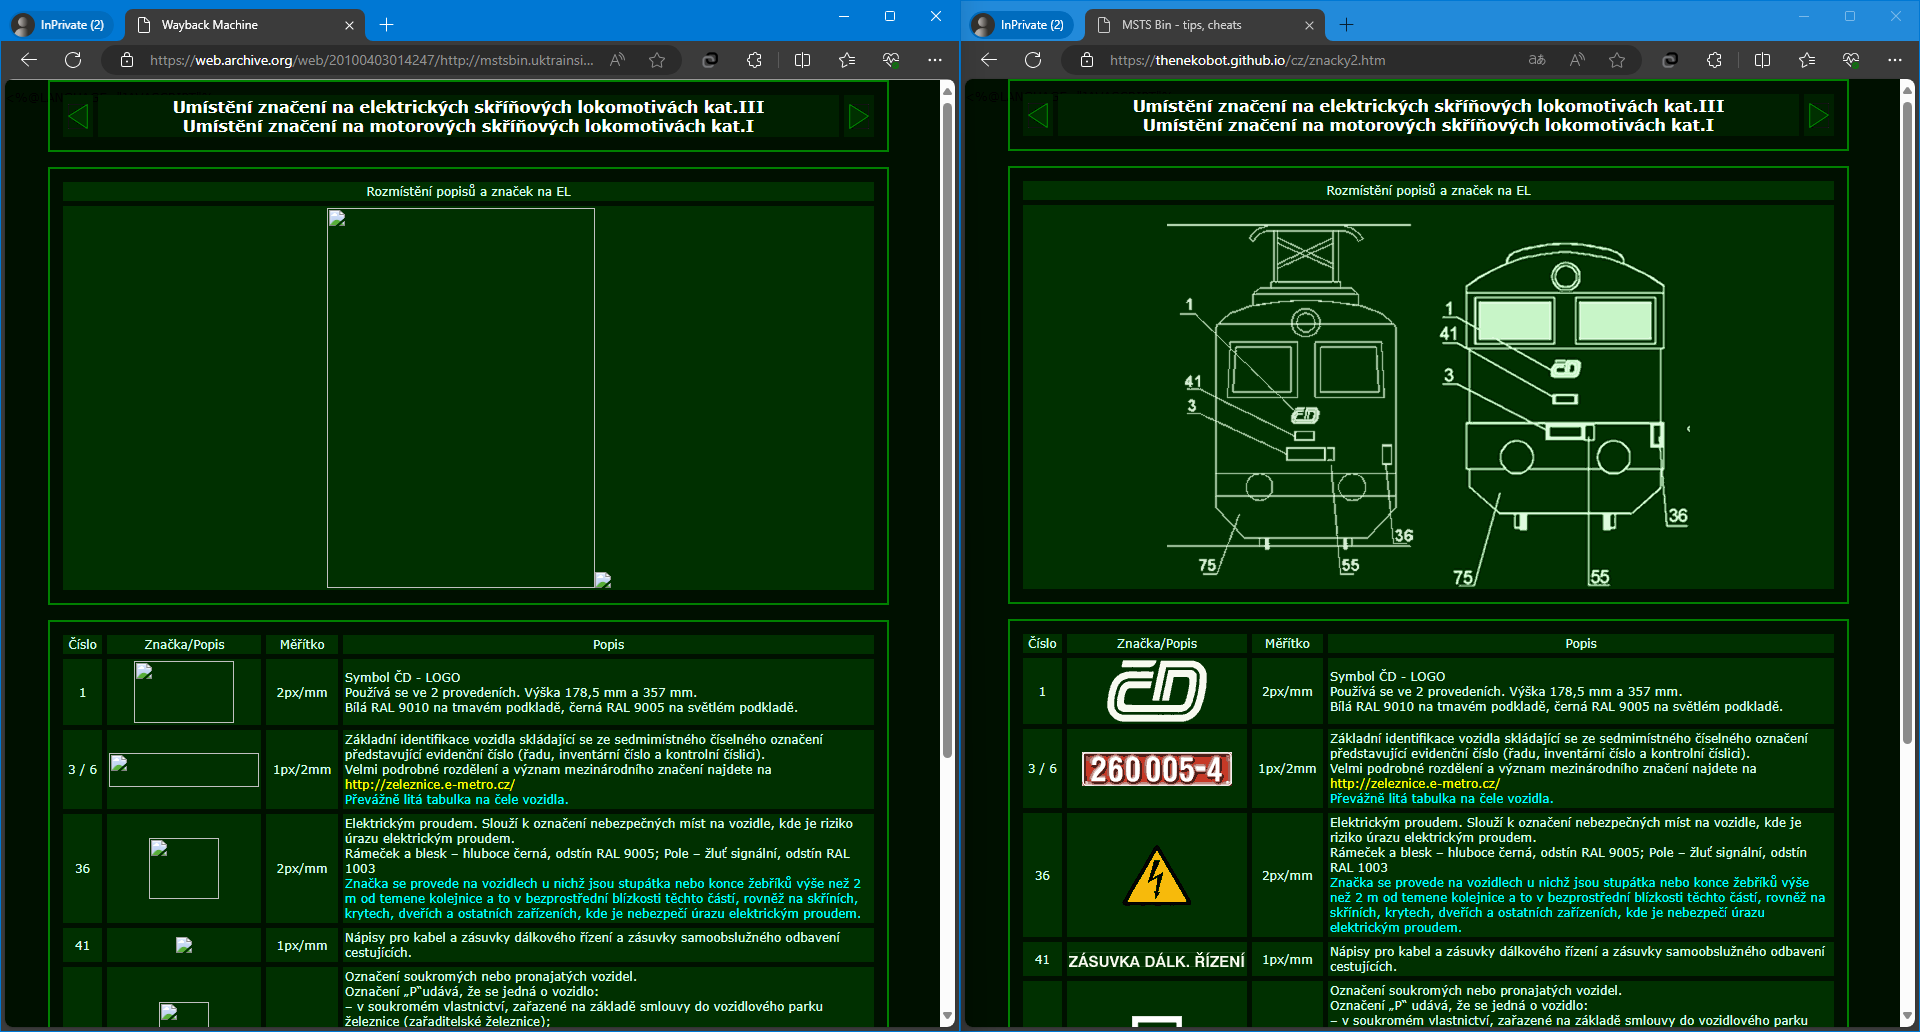 InPrivate (2)
Wayback Machine
https://web.archive.org/web/20100403014247/http://mstsbin.uktrainsi...
Umístění značení na elektrických skříňových lokomotivách kat.III
Umístění značení na motorových skříňových lokomotivách kat.I
Rozmístění popisů a značek na EL
Číslo
Značka/Popis
Měřítko
Popis
1
2px/mm
Symbol ČD - LOGO
Používá se ve 2 provedeních. Výška 178,5 mm a 357 mm.
Bílá RAL 9010 na tmavém podkladě, černá RAL 9005 na světlém podkladě.
3 / 6
1px/2mm
Základní identifikace vozidla skládající se ze sedmimístného číselného označení
představující evidenční číslo (řadu, inventární číslo a kontrolní číslici).
Velmi podrobné rozdělení a význam mezinárodního značení najdete na
http://zeleznice.e-metro.cz/
Převážně litá tabulka na čele vozidla.
36
2px/mm
Elektrickým proudem. Slouží k označení nebezpečných míst na vozidle, kde je riziko
úrazu elektrickým proudem.
Rámeček a blesk – hluboce černá, odstín RAL 9005; Pole – žluť signální, odstín RAL
1003
Značka se provede na vozidlech u nichž jsou stupátka nebo konce žebříků výše než 2
m od temene kolejnice a to v bezprostřední blízkosti těchto částí, rovněž na skříních,
krytech, dveřích a ostatních zařízeních, kde je nebezpečí úrazu elektrickým proudem.
41
1px/mm
Nápisy pro kabel a zásuvky dálkového řízení a zásuvky samoobslužného odbavení
cestujících.
Označení soukromých nebo pronajatých vozidel.
Označení „P“udává, že se jedná o vozidlo:
– v soukromém vlastnictví, zařazené na základě smlouvy do vozidlového parku
železnice (zařaditelské železnice);
InPrivate (2)
MSTS Bin - tips, cheats
https://thenekobot.github.io/cz/znacky2.htm
Umístění značení na elektrických skříňových lokomotivách kat.III
Umístění značení na motorových skříňových lokomotivách kat.I
Rozmístění popisů a značek na EL
1
41
3
ČD
36
75
55
1
41
3
ČD
36
75
55
Číslo
Značka/Popis
Měřítko
Popis
1
ČD
2px/mm
Symbol ČD - LOGO
Používá se ve 2 provedeních. Výška 178,5 mm a 357 mm.
Bílá RAL 9010 na tmavém podkladě, černá RAL 9005 na světlém podkladě.
3 / 6
260 005-4
1px/2mm
Základní identifikace vozidla skládající se ze sedmimístného číselného označení
představující evidenční číslo (řadu, inventární číslo a kontrolní číslici).
Velmi podrobné rozdělení a význam mezinárodního značení najdete na
http://zeleznice.e-metro.cz/
Převážně litá tabulka na čele vozidla.
36
2px/mm
Elektrickým proudem. Slouží k označení nebezpečných míst na vozidle, kde je
riziko úrazu elektrickým proudem.
Rámeček a blesk – hluboce černá, odstín RAL 9005; Pole – žluť signální, odstín
RAL 1003
Značka se provede na vozidlech u nichž jsou stupátka nebo konce žebříků výše
než 2 m od temene kolejnice a to v bezprostřední blízkosti těchto částí, rovněž na
skříních, krytech, dveřích a ostatních zařízeních, kde je nebezpečí úrazu
elektrickým proudem.
41
ZÁSUVKA DÁLK. ŘÍZENÍ
1px/mm
Nápisy pro kabel a zásuvky dálkového řízení a zásuvky samoobslužného odbavení
cestujících.
Označení soukromých nebo pronajatých vozidel.
Označení „P“ udává, že se jedná o vozidlo:
– v soukromém vlastnictví, zařazené na základě smlouvy do vozidlového parku